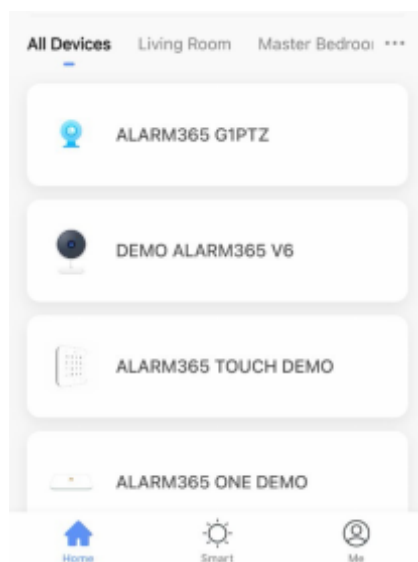 All Devices Living Room Master Bedroo ...
ALARM365 G1PTZ
DEMO ALARM365 V6
ALARM365 TOUCH DEMO
ALARM365 ONE DEMO
Home Smart Me